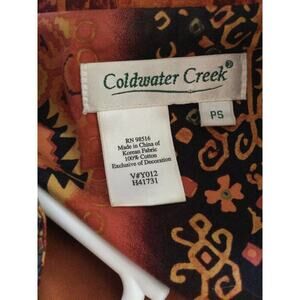 Coldwater Creek®
PS
RN 98516
Made in China of
Korean Fabric
100% Cotton
Exclusive of Decoration
V#Y012
H41731